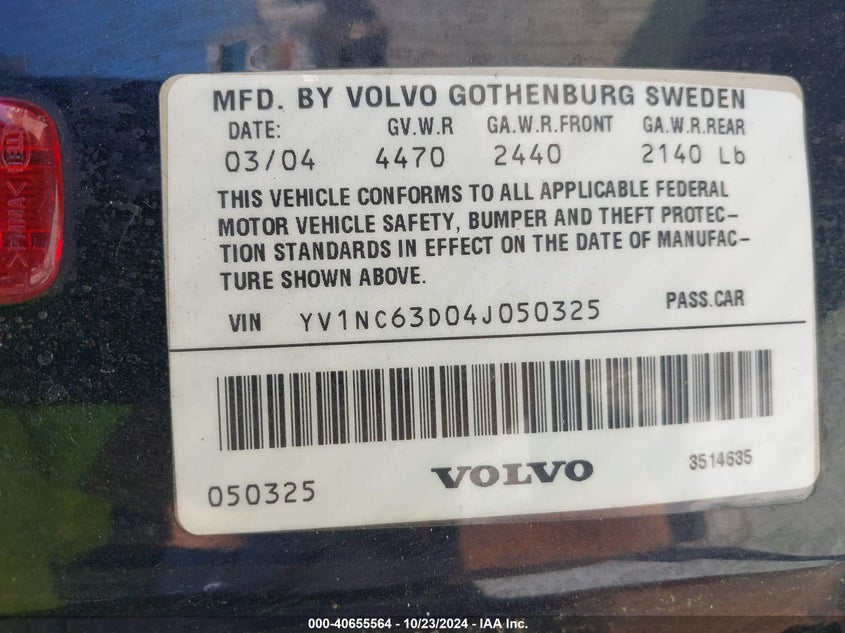 MFD. BY VOLVO GOTHENBURG SWEDEN
DATE: GV.W.R GA.W.R.FRONT GA.W.R.REAR
03/04 4470 2440 2140 Lb
THIS VEHICLE CONFORMS TO ALL APPLICABLE FEDERAL
MOTOR VEHICLE SAFETY, BUMPER AND THEFT PROTEC-
TION STANDARDS IN EFFECT ON THE DATE OF MANUFAC-
TURE SHOWN ABOVE.
VIN YV1NC63D04J050325 PASS.CAR
050325 VOLVO 3514635
>PMMA<
000-40655564 - 10/23/2024 - IAA Inc.